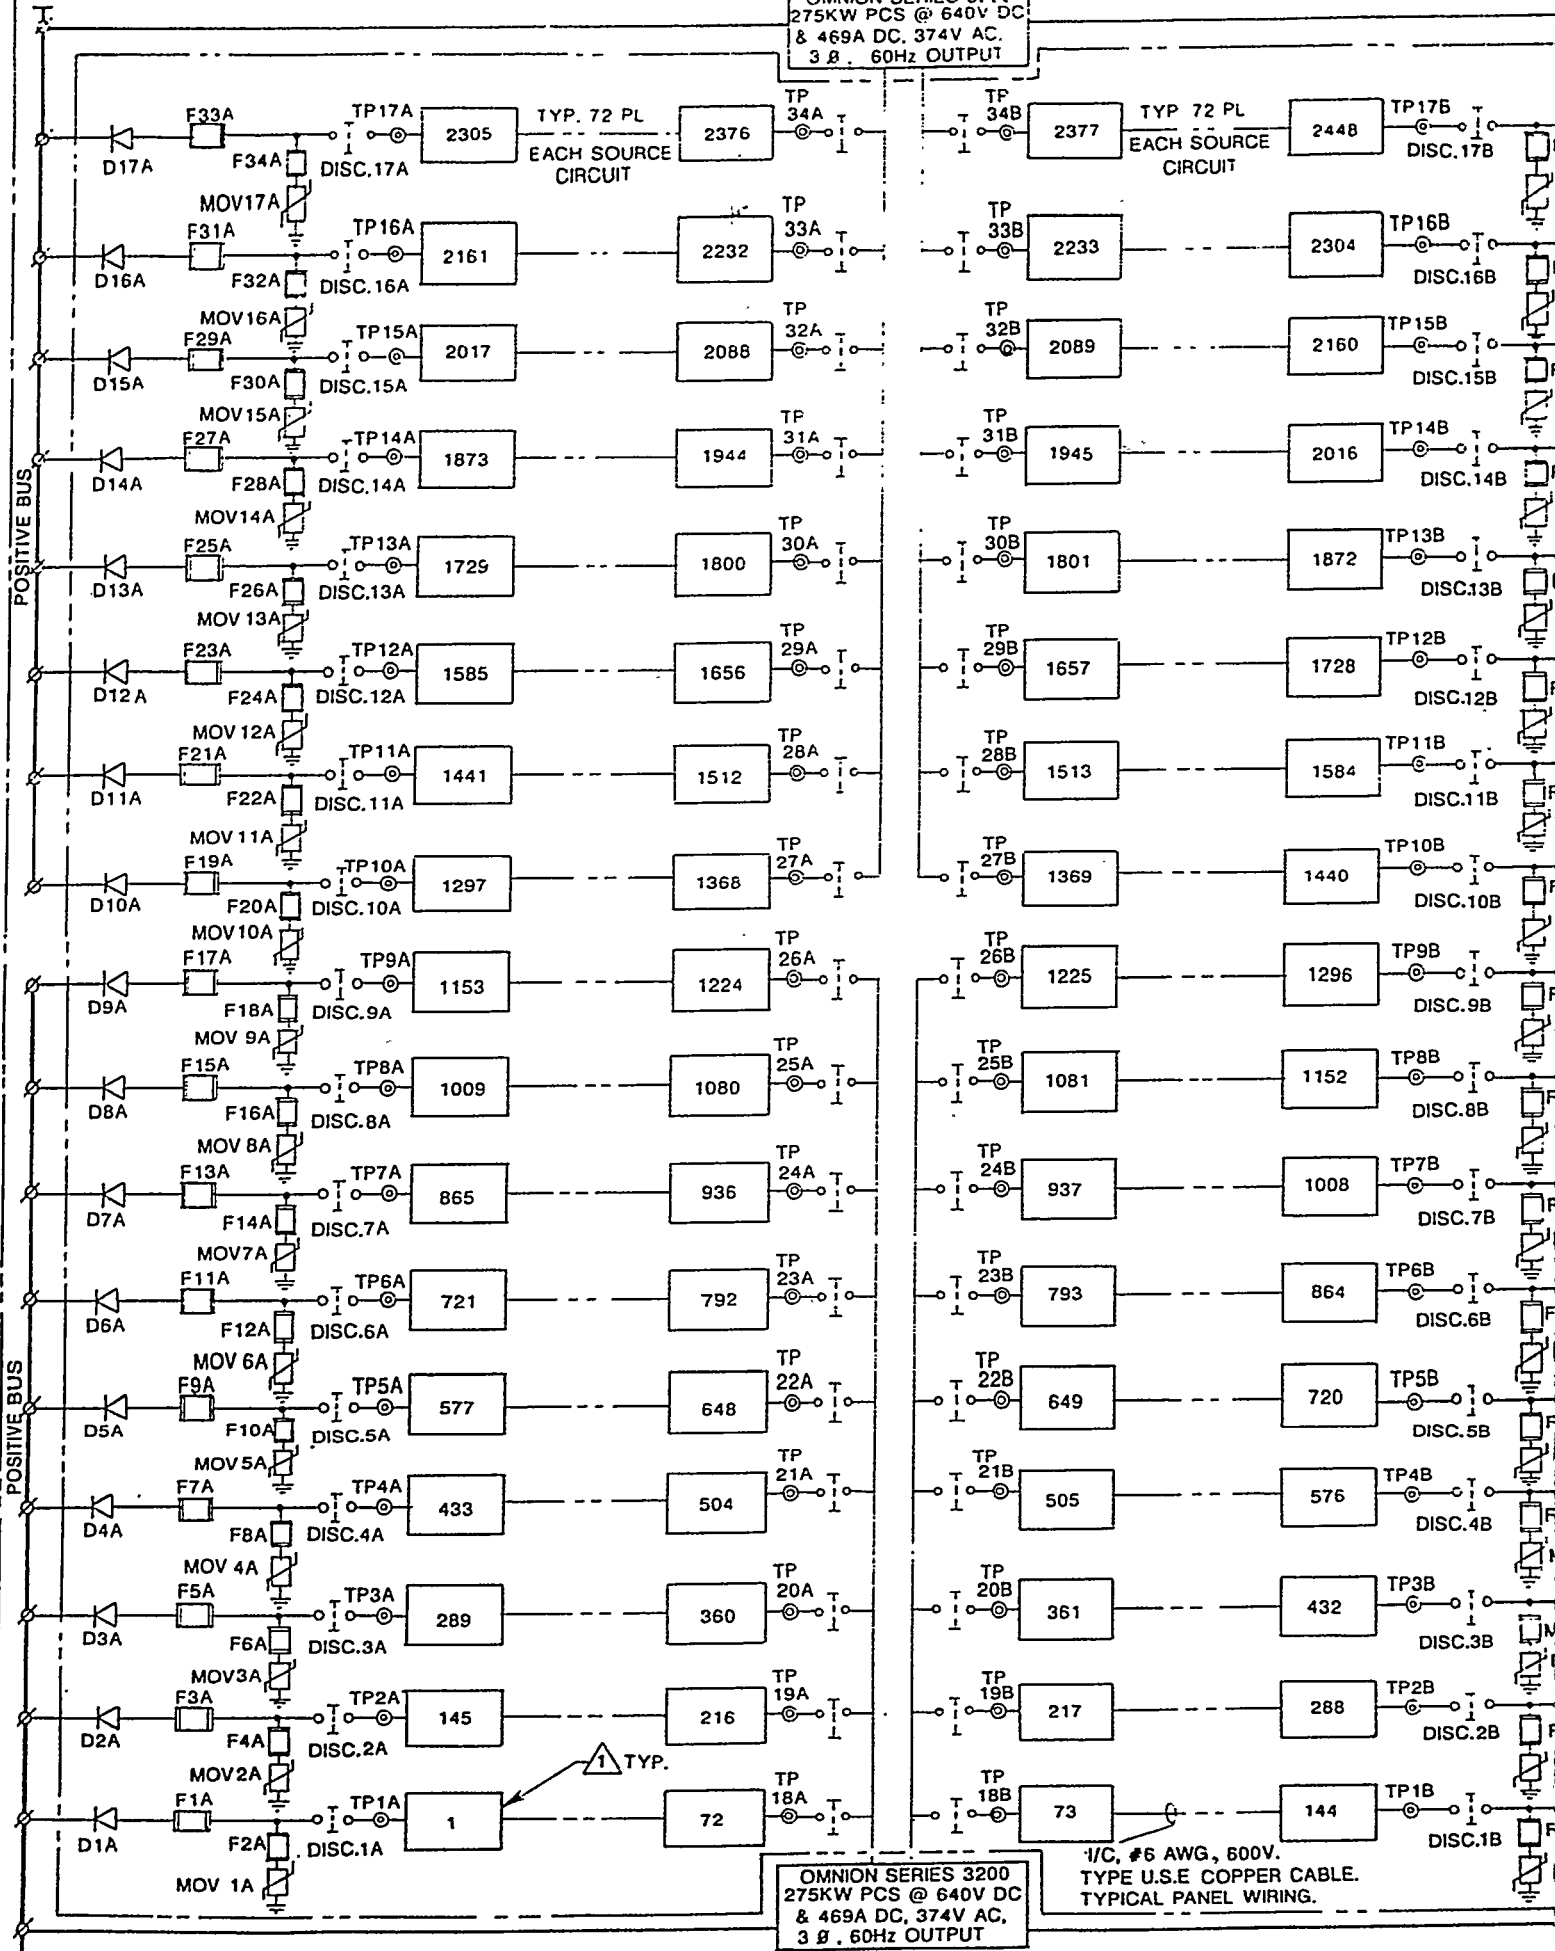 275KW PCS @ 640V DC
& 469A DC, 374V AC,
3 Ø, 60Hz OUTPUT
F33A TP17A TP 34A TP 34B TP17B
2305 TYP. 72 PL 2376 2377 TYP 72 PL 2448
D17A F34A DISC.17A EACH SOURCE EACH SOURCE DISC.17B
CIRCUIT CIRCUIT
MOV17A
F31A TP16A TP 33A TP 33B TP16B
2161 2232 2233 2304
D16A F32A DISC.16A DISC.16B
MOV16A
F29A TP15A TP 32A TP 32B TP15B
2017 2088 2089 2160
D15A F30A DISC.15A DISC.15B
MOV15A
F27A TP14A TP 31A TP 31B TP14B
1873 1944 1945 2016
D14A F28A DISC.14A DISC.14B
MOV14A
POSITIVE BUS
F25A TP13A TP 30A TP 30B TP13B
1729 1800 1801 1872
D13A F26A DISC.13A DISC.13B
MOV 13A
F23A TP12A TP 29A TP 29B TP12B
1585 1656 1657 1728
D12A F24A DISC.12A DISC.12B
MOV 12A
F21A TP11A TP 28A TP 28B TP11B
1441 1512 1513 1584
D11A F22A DISC.11A DISC.11B
MOV 11A
F19A TP10A TP 27A TP 27B TP10B
1297 1368 1369 1440
D10A F20A DISC.10A DISC.10B
MOV10A
F17A TP9A TP 26A TP 26B TP9B
1153 1224 1225 1296
D9A F18A DISC.9A DISC.9B
MOV 9A
F15A TP8A TP 25A TP 25B TP8B
1009 1080 1081 1152
D8A F16A DISC.8A DISC.8B
MOV 8A
F13A TP7A TP 24A TP 24B TP7B
865 936 937 1008
D7A F14A DISC.7A DISC.7B
MOV7A
F11A TP6A TP 23A TP 23B TP6B
721 792 793 864
D6A F12A DISC.6A DISC.6B
MOV 6A
POSITIVE BUS
F9A TP5A TP 22A TP 22B TP5B
577 648 649 720
D5A F10A DISC.5A DISC.5B
MOV 5A
F7A TP4A TP 21A TP 21B TP4B
433 504 505 576
D4A F8A DISC.4A DISC.4B
MOV 4A
F5A TP3A TP 20A TP 20B TP3B
289 360 361 432
D3A F6A DISC.3A DISC.3B
MOV3A
F3A TP2A TP 19A TP 19B TP2B
145 216 217 288
D2A F4A DISC.2A DISC.2B
MOV2A
1 TYP.
F1A TP1A TP 18A TP 18B TP1B
1 72 73 144
D1A F2A DISC.1A DISC.1B
MOV 1A
1/C, #6 AWG, 600V.
TYPE U.S.E COPPER CABLE.
TYPICAL PANEL WIRING.
OMNION SERIES 3200
275KW PCS @ 640V DC
& 469A DC, 374V AC,
3 Ø, 60Hz OUTPUT